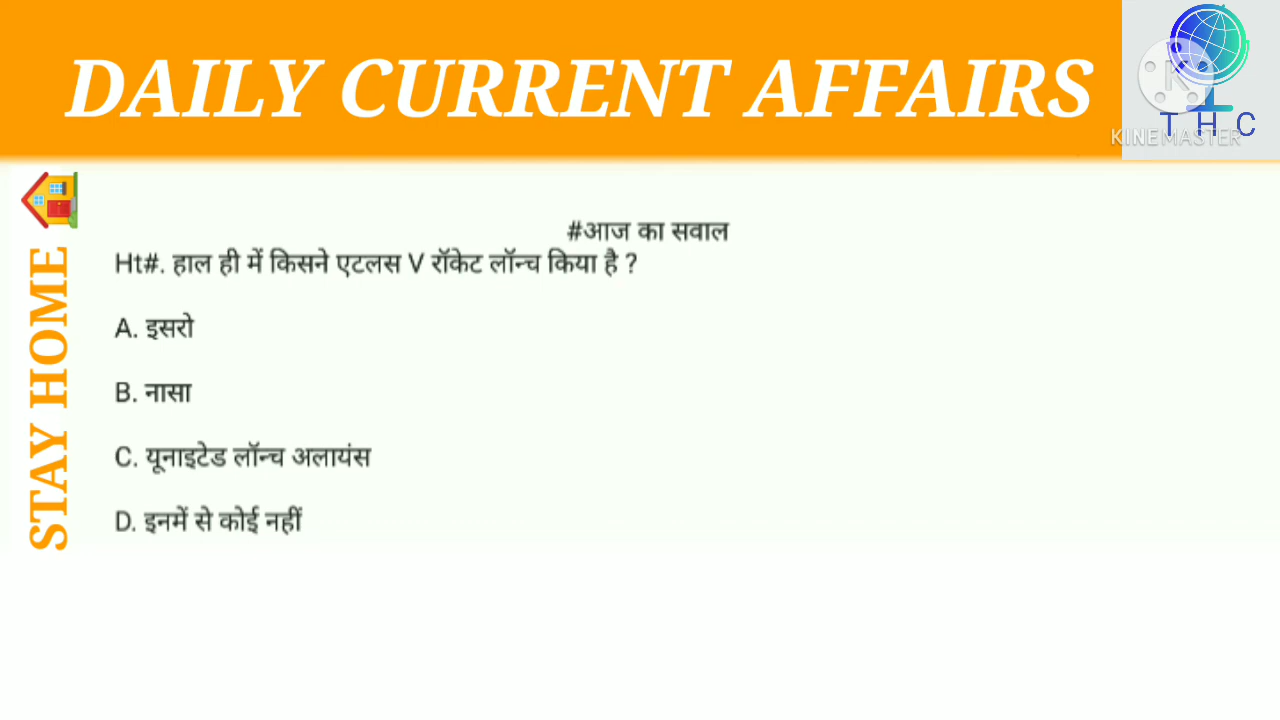 DAILY CURRENT AFFAIRS
T H C
KINEMASTER
STAY HOME
#आज का सवाल
Ht#. हाल ही में किसने एटलस V रॉकेट लॉन्च किया है ?
A. इसरो
B. नासा
C. यूनाइटेड लॉन्च अलायंस
D. इनमें से कोई नहीं